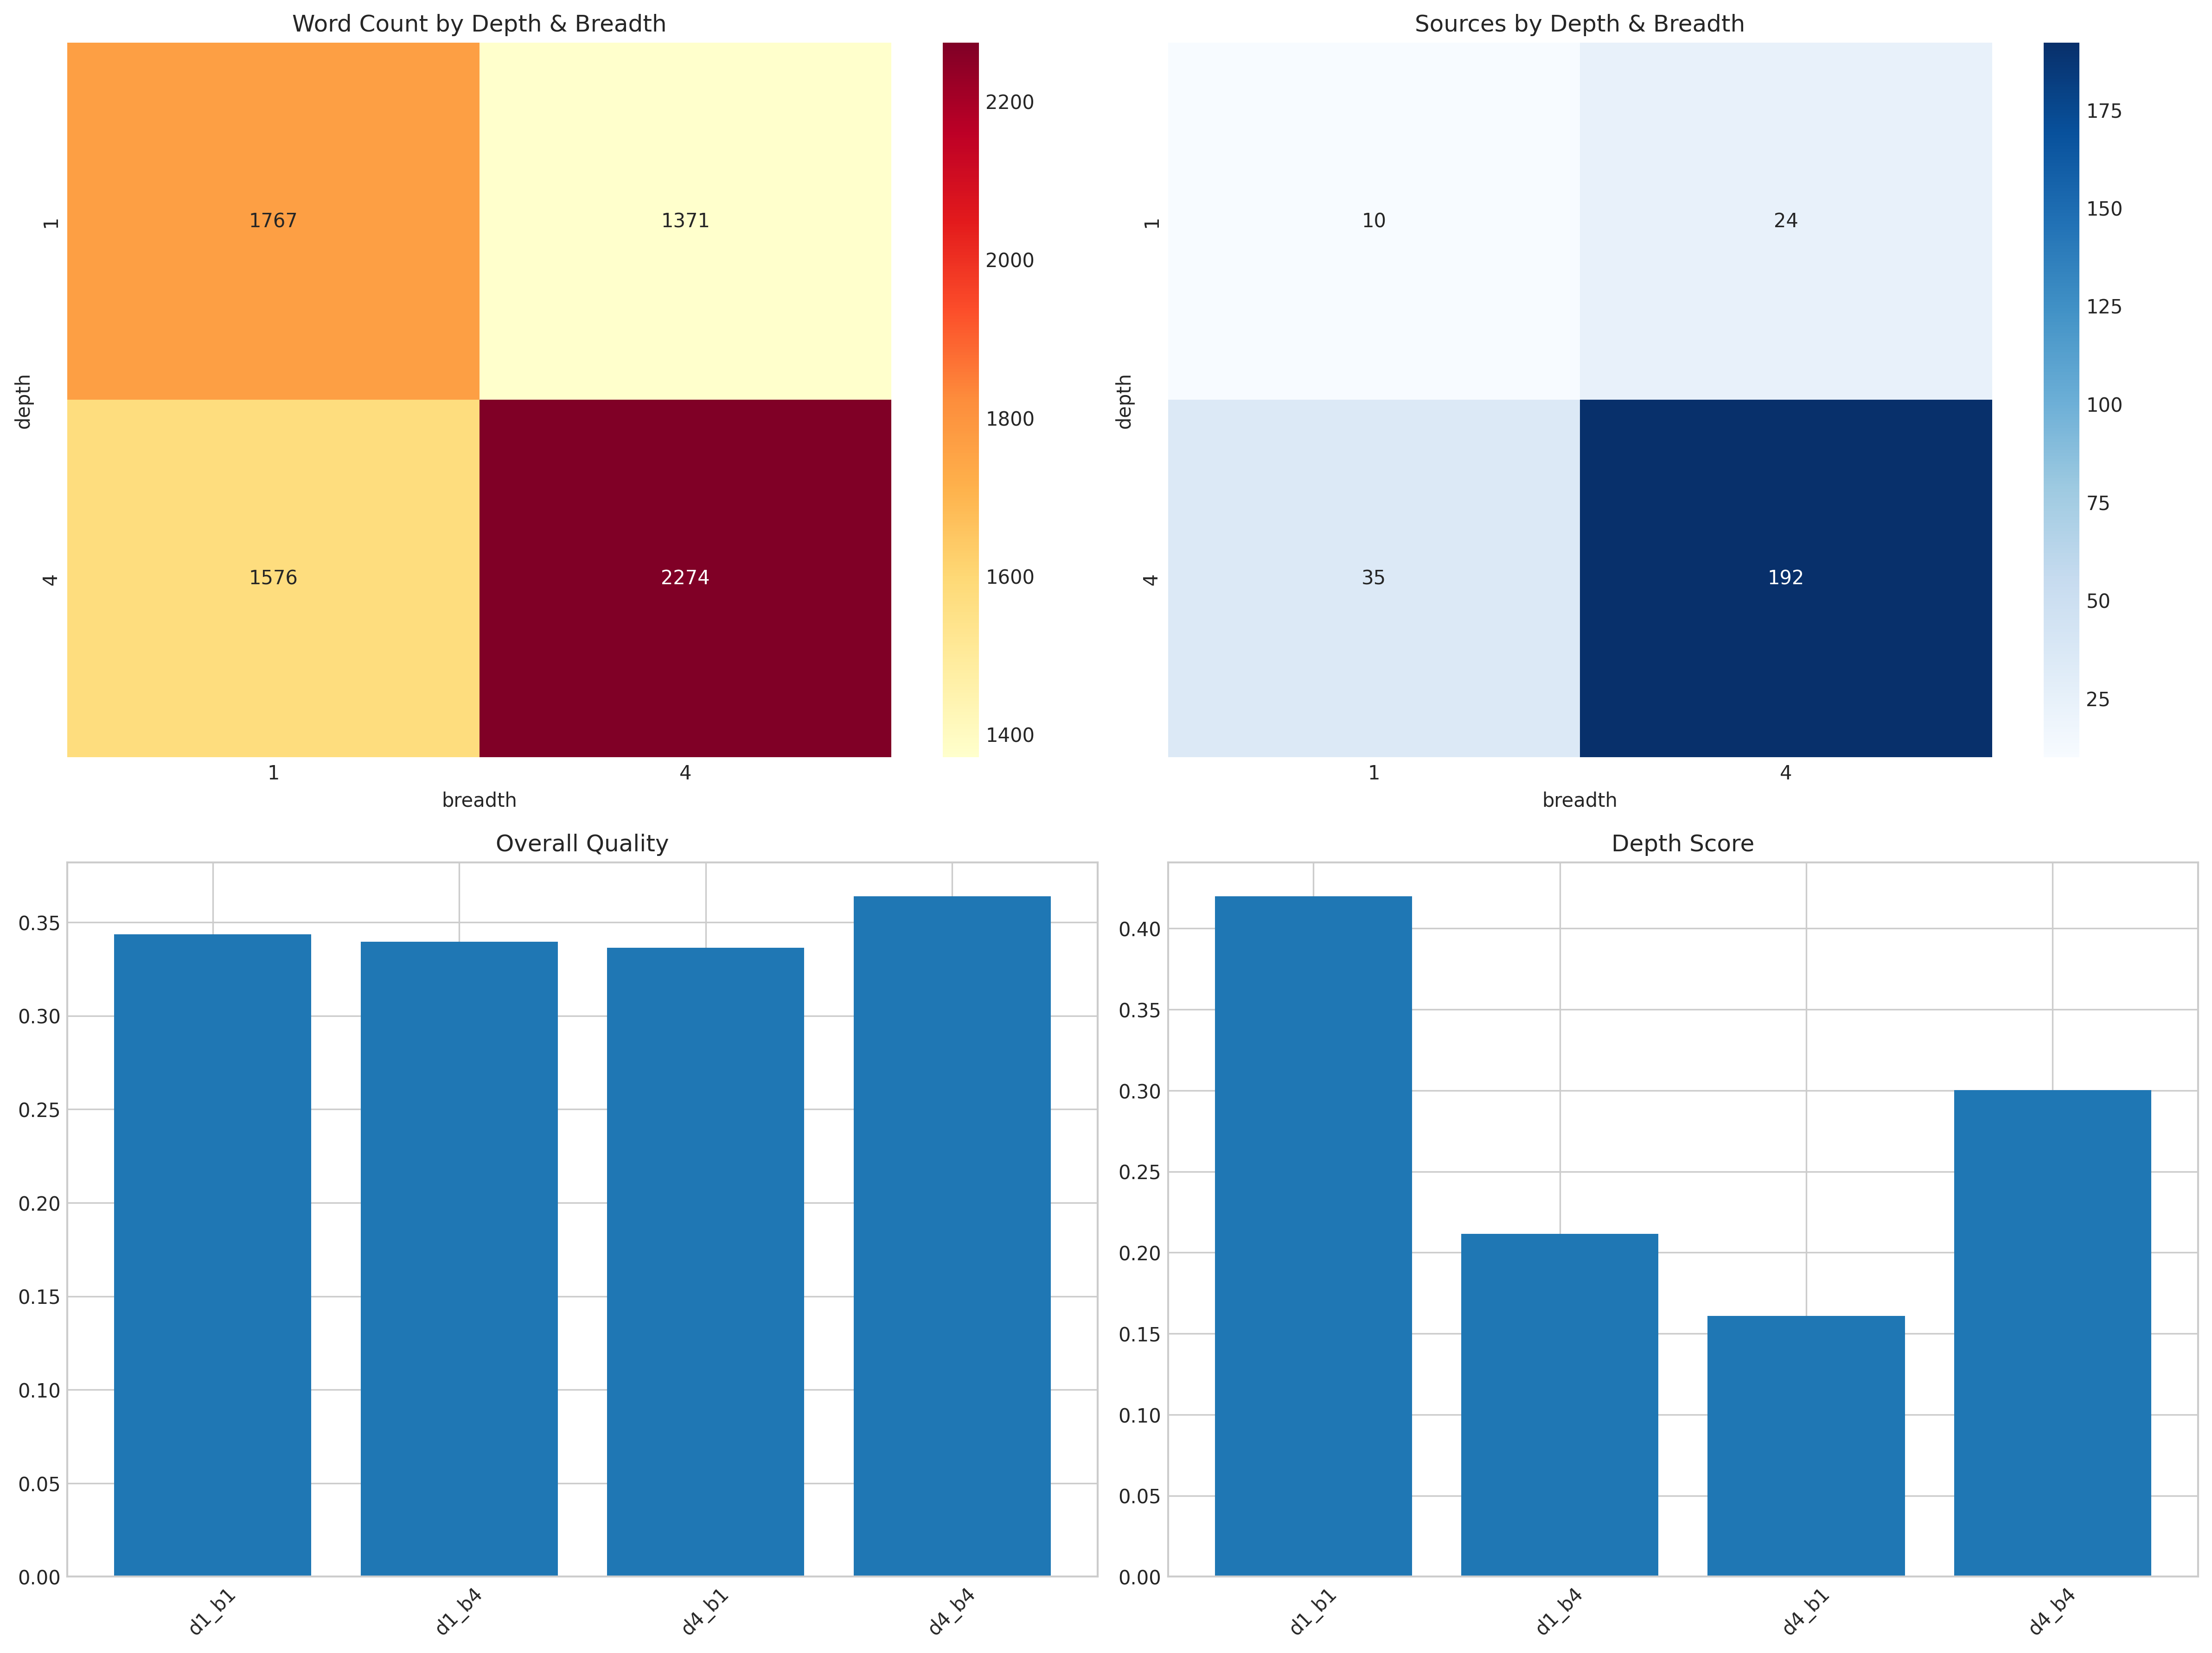 Word Count by Depth & Breadth
1767
1371
1576
2274
1
4
depth
1
4
breadth
2200
2000
1800
1600
1400
Sources by Depth & Breadth
10
24
35
192
1
4
depth
1
4
breadth
175
150
125
100
75
50
25
Overall Quality
0.35
0.30
0.25
0.20
0.15
0.10
0.05
0.00
d1_b1
d1_b4
d4_b1
d4_b4
Depth Score
0.40
0.35
0.30
0.25
0.20
0.15
0.10
0.05
0.00
d1_b1
d1_b4
d4_b1
d4_b4